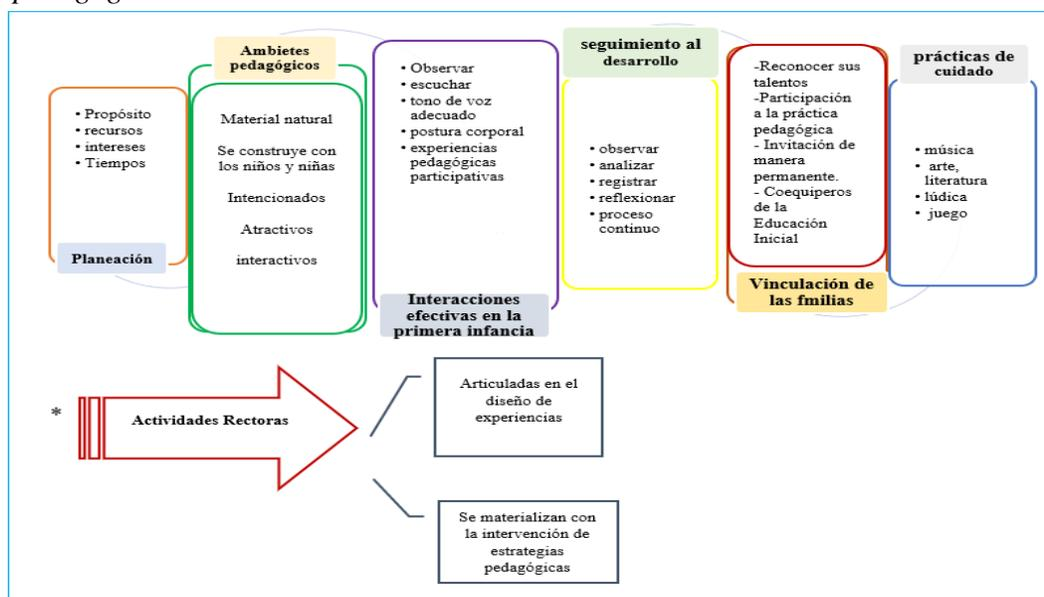 • Propósito
• recursos
• intereses
• Tiempos
Planeación
Ambietes
pedagógicos
Material natural
Se construye con
los niños y niñas
Intencionados
Atractivos
interactivos
• Observar
• escuchar
• tono de voz
adecuado
• postura corporal
• experiencias
pedagógicas
participativas
Interacciones
efectivas en la
primera infancia
seguimiento al
desarrollo
• observar
• analizar
• registrar
• reflexionar
• proceso
continuo
-Reconocer sus
talentos
-Participación
a la práctica
pedagógica
- Invitación de
manera
permanente.
- Coequiperos
de la
Educación
Inicial
Vinculación de
las fmilias
prácticas de
cuidado
• música
• arte,
literatura
• lúdica
• juego
*
Actividades Rectoras
Articuladas en el
diseño de
experiencias
Se materializan con
la intervención de
estrategias
pedagógicas